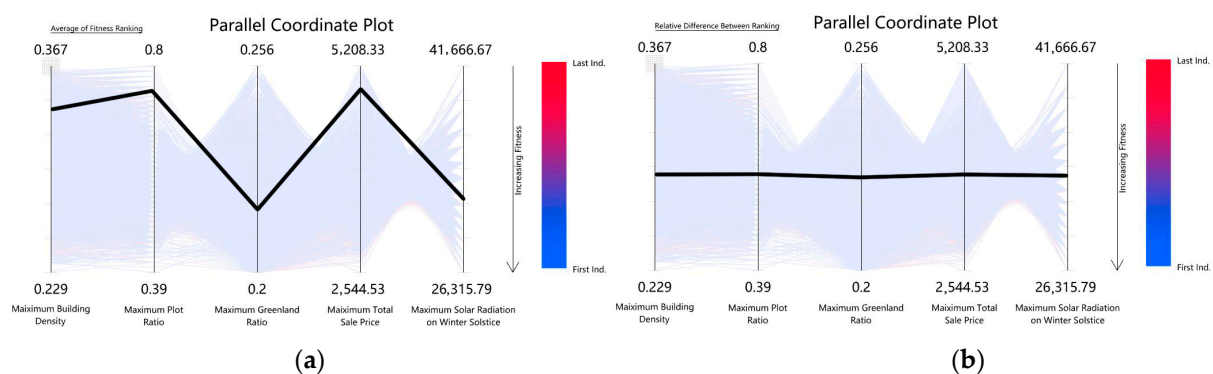 Parallel Coordinate Plot
Average of Fitness Ranking
0.367 0.8 0.256 5,208.33 41,666.67
Last Ind.
Increasing Fitness
First Ind.
0.229 0.39 0.2 2,544.53 26,315.79
Maiximum Building Density
Maximum Plot Ratio
Maximum Greenland Ratio
Maiximum Total Sale Price
Maximum Solar Radiation on Winter Solstice
(a)
Parallel Coordinate Plot
Relative Difference Between Ranking
0.367 0.8 0.256 5,208.33 41,666.67
Last Ind.
Increasing Fitness
First Ind.
0.229 0.39 0.2 2,544.53 26,315.79
Maiximum Building Density
Maximum Plot Ratio
Maximum Greenland Ratio
Maiximum Total Sale Price
Maximum Solar Radiation on Winter Solstice
(b)